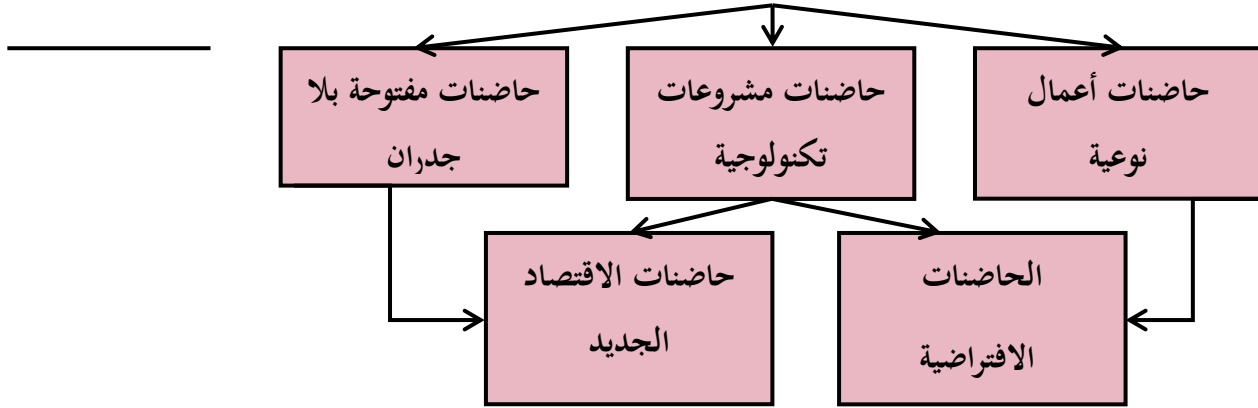 حاضنات أعمال
نوعية
حاضنات مشروعات
تكنولوجية
حاضنات مفتوحة بلا
جدران
الحاضنات
الافتراضية
حاضنات الاقتصاد
الجديد